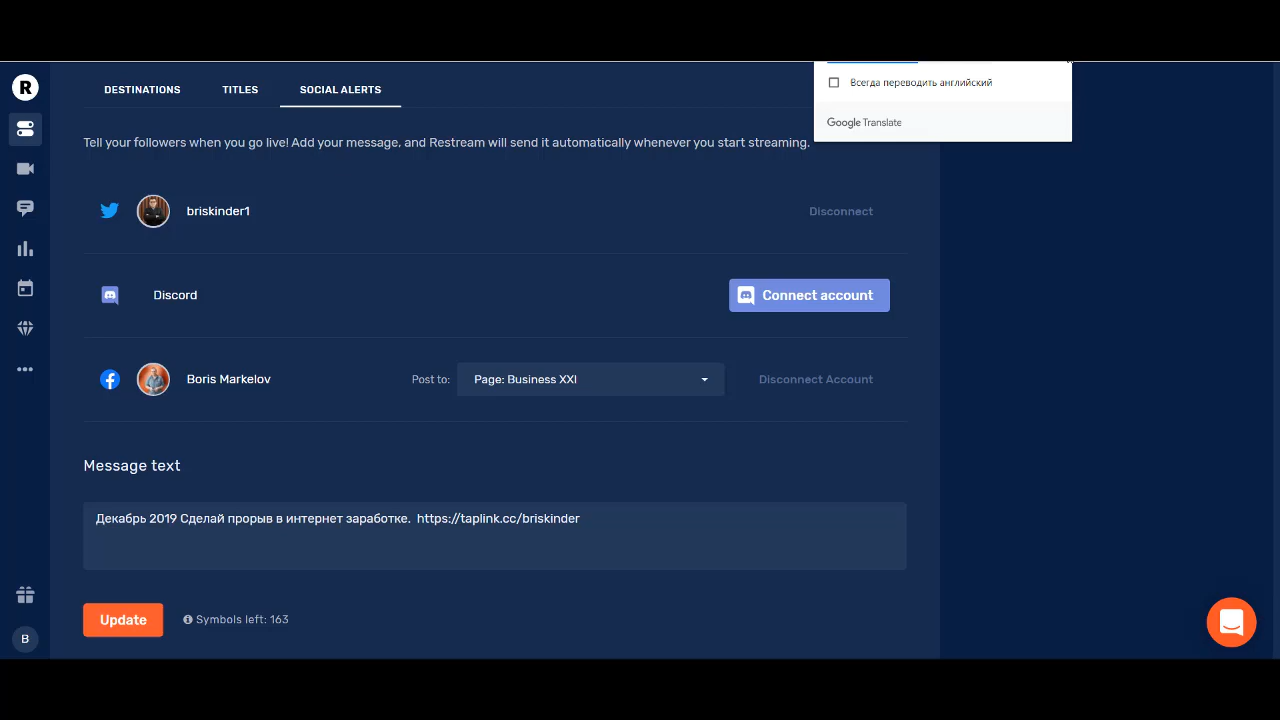 R
DESTINATIONS TITLES SOCIAL ALERTS
Всегда переводить английский
Google Translate
Tell your followers when you go live! Add your message, and Restream will send it automatically whenever you start streaming.
briskinder1 Disconnect
Discord Connect account
Boris Markelov Post to: Page: Business XXI Disconnect Account
Message text
Декабрь 2019 Сделай прорыв в интернет заработке. https://taplink.cc/briskinder
Update Symbols left: 163
B